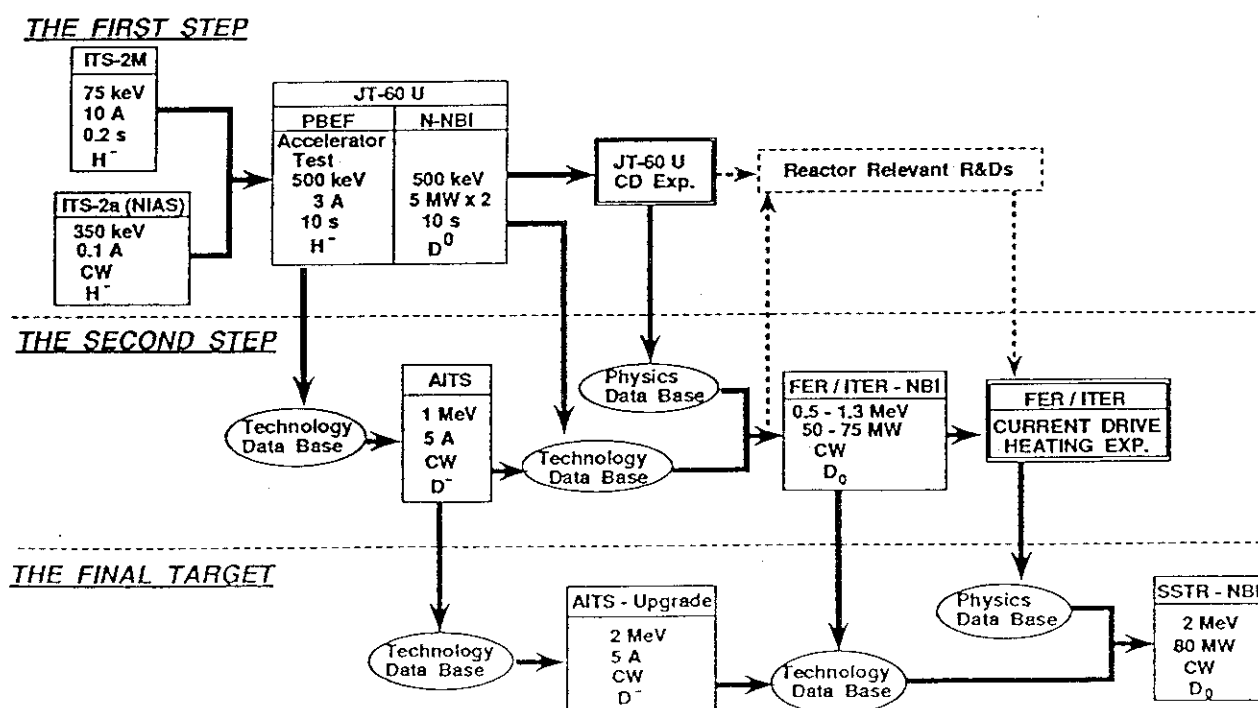 THE FIRST STEP
ITS-2M
75 keV
10 A
0.2 s
H⁻
ITS-2a (NIAS)
350 keV
0.1 A
CW
H⁻
JT-60 U
PBEF
Accelerator
Test
500 keV
3 A
10 s
H⁻
N-NBI
500 keV
5 MW x 2
10 s
D⁰
JT-60 U
CD Exp.
Reactor Relevant R&Ds
THE SECOND STEP
Technology
Data Base
AITS
1 MeV
5 A
CW
D⁻
Technology
Data Base
Physics
Data Base
FER / ITER - NBI
0.5 - 1.3 MeV
50 - 75 MW
CW
D₀
FER / ITER
CURRENT DRIVE
HEATING EXP.
THE FINAL TARGET
Technology
Data Base
AITS - Upgrade
2 MeV
5 A
CW
D⁻
Technology
Data Base
Physics
Data Base
SSTR - NBI
2 MeV
80 MW
CW
D₀